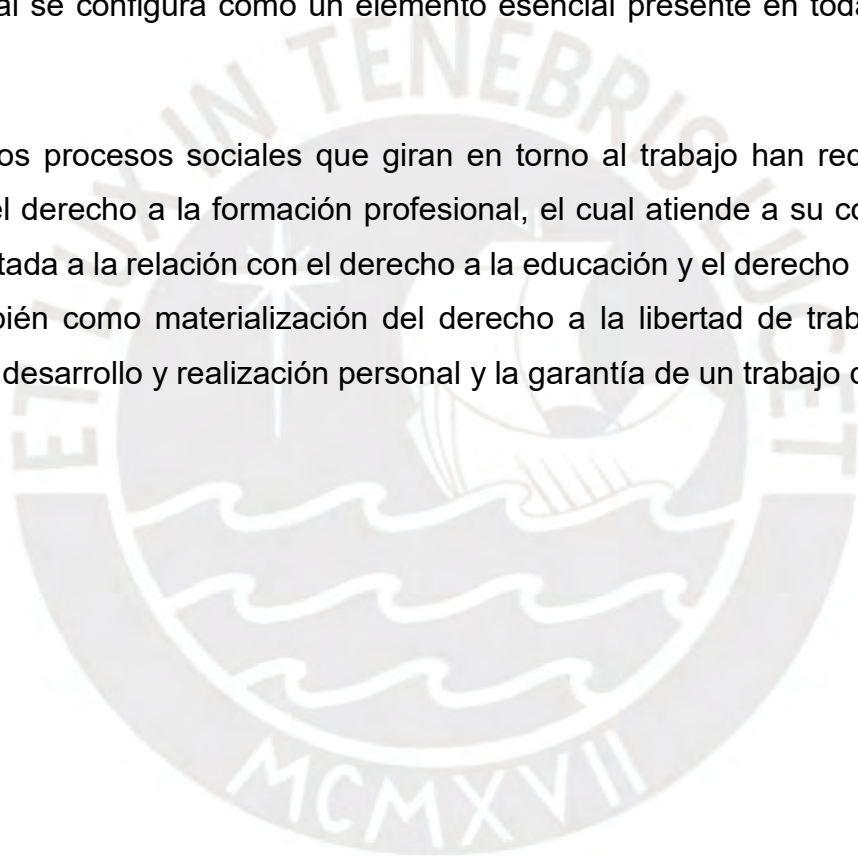 al se configura como un elemento esencial presente en toda
os procesos sociales que giran en torno al trabajo han red
el derecho a la formación profesional, el cual atiende a su co
tada a la relación con el derecho a la educación y el derecho
bién como materialización del derecho a la libertad de trab
desarrollo y realización personal y la garantía de un trabajo
ET LUX IN TENEBRIS LUCET
MCMXVII